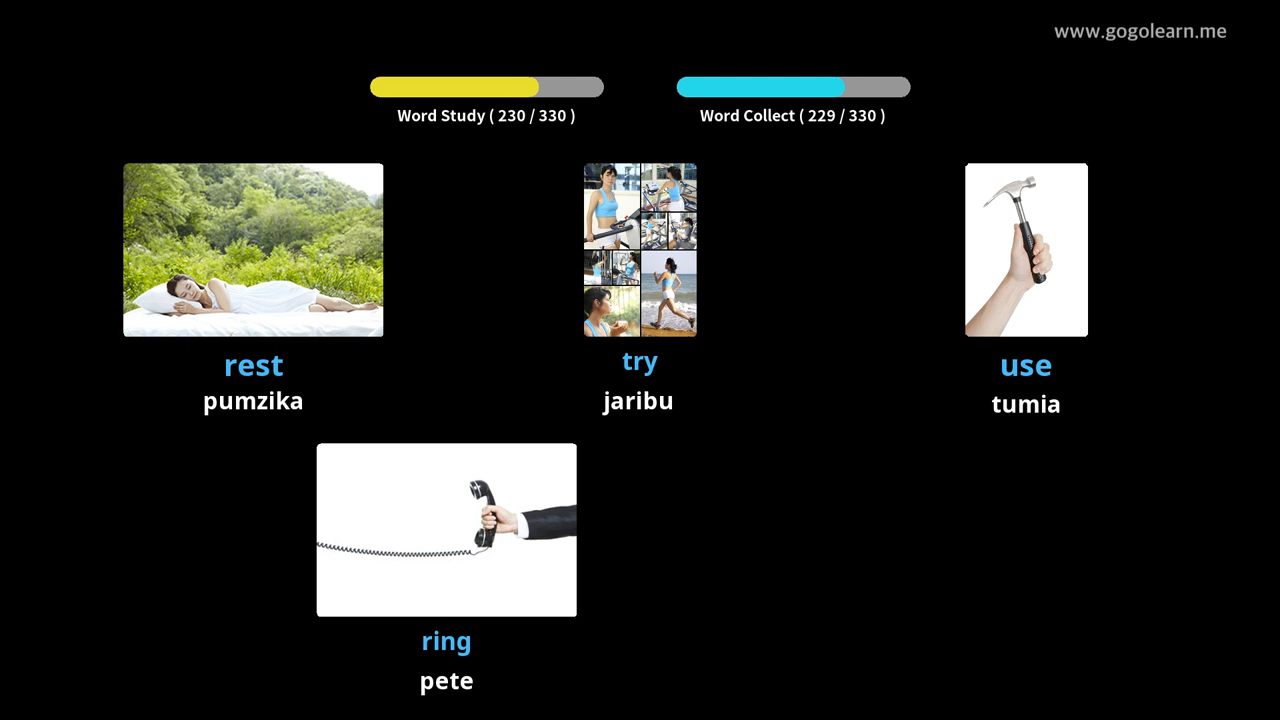 www.gogolearn.me
Word Study ( 230 / 330 )
Word Collect ( 229 / 330 )
rest
pumzika
try
jaribu
use
tumia
ring
pete